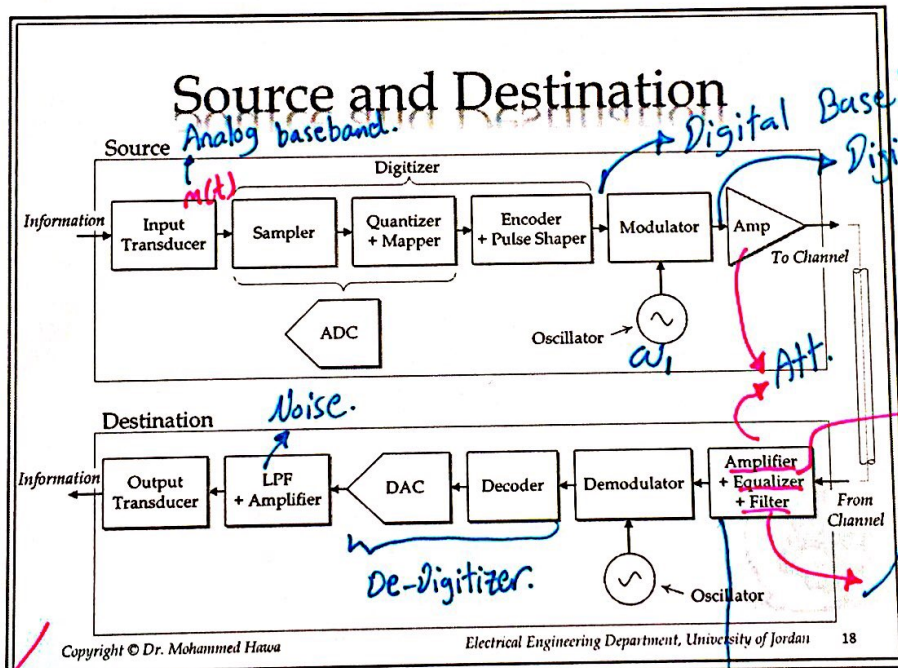 Source and Destination
Analog baseband.
Source
Digital Base
Digi
m(t)
Digitizer
Information
Input
Transducer
Sampler
Quantizer
+ Mapper
Encoder
+ Pulse Shaper
Modulator
Amp
To Channel
ADC
Oscillator
ω1
Att.
Destination
Noise.
Information
Output
Transducer
LPF
+ Amplifier
DAC
Decoder
Demodulator
Amplifier
+ Equalizer
+ Filter
From
Channel
De-Digitizer.
Oscillator
Copyright © Dr. Mohammed Hawa
Electrical Engineering Department, University of Jordan
18